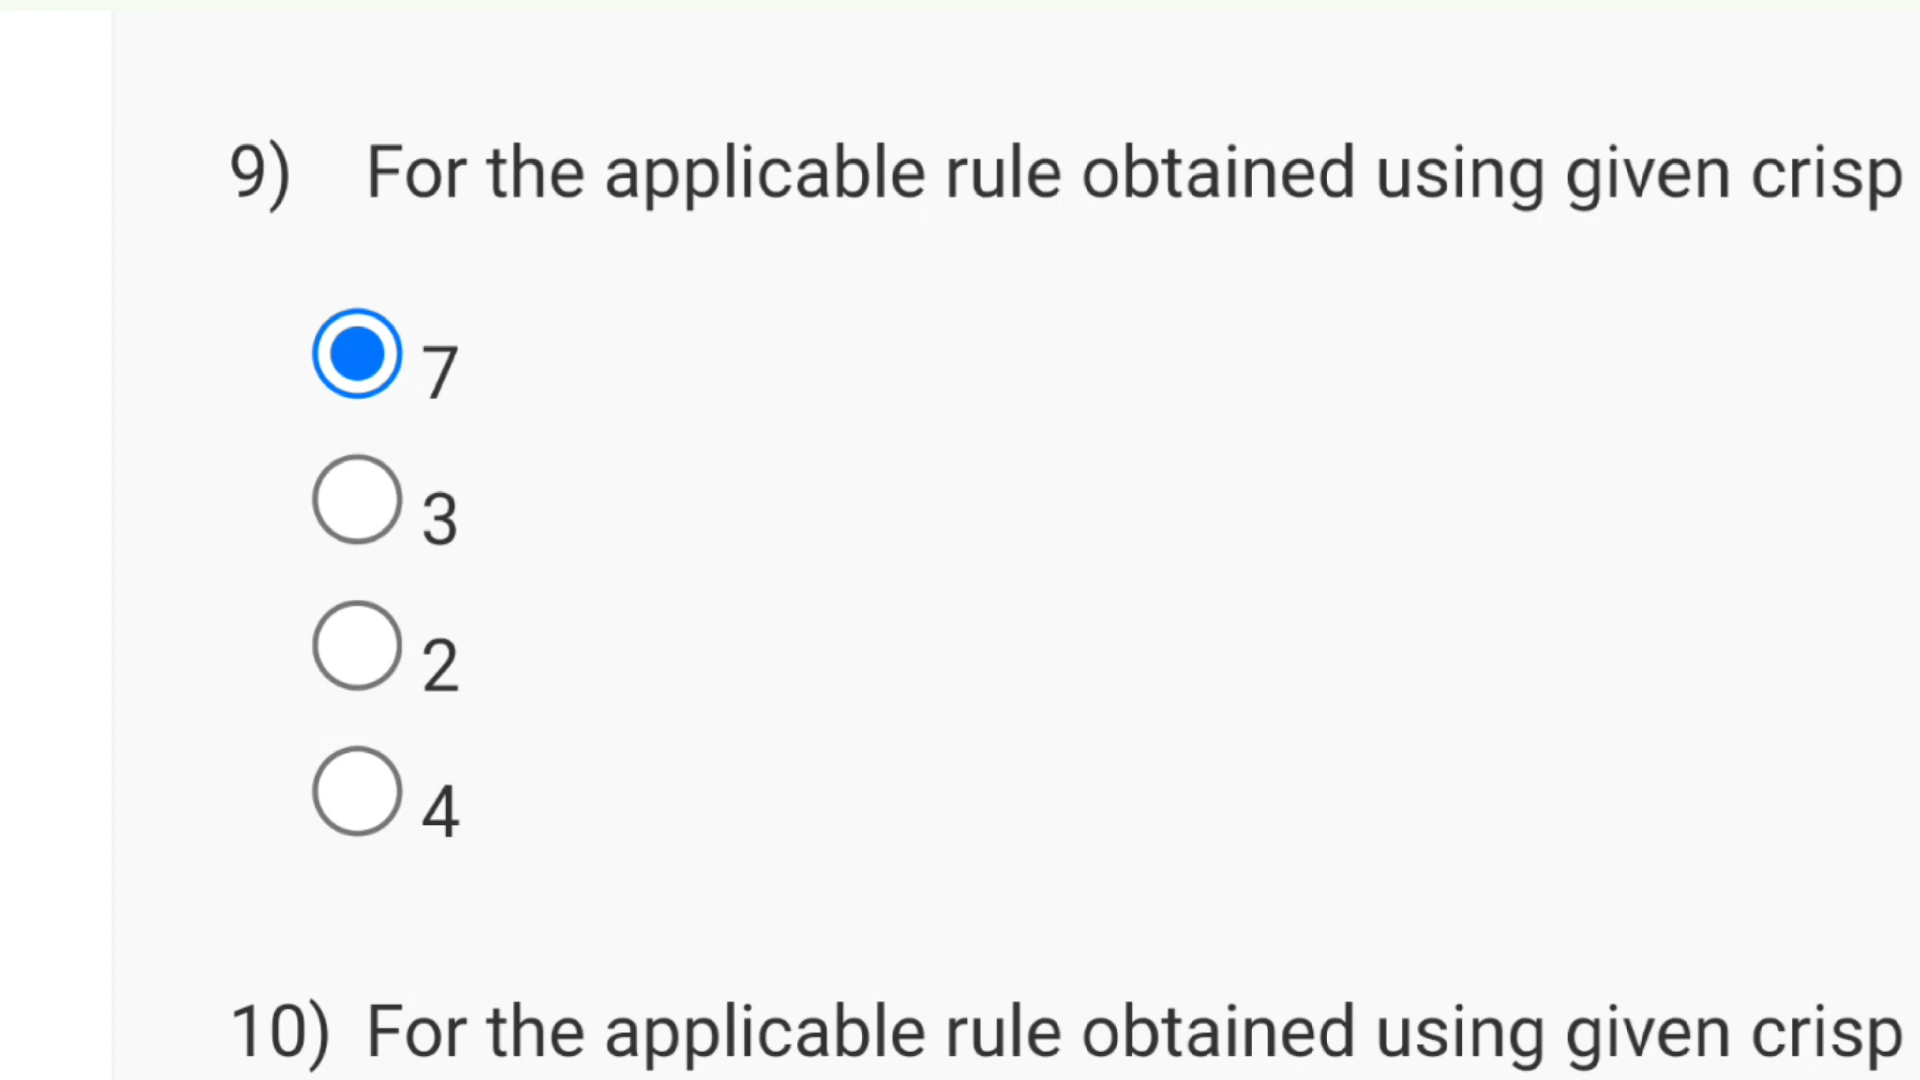 9) For the applicable rule obtained using given crisp
7
3
2
4
10) For the applicable rule obtained using given crisp